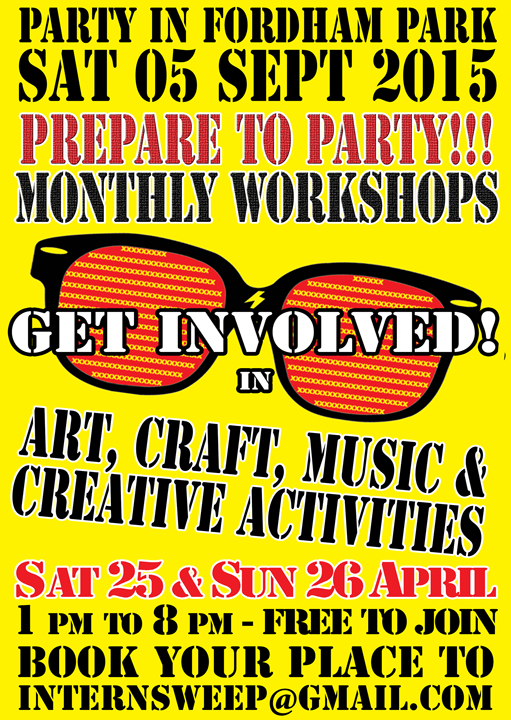 PARTY IN FORDHAM PARK
SAT 05 SEPT 2015
PREPARE TO PARTY!!!
MONTHLY WORKSHOPS
GET INVOLVED!
IN
ART, CRAFT, MUSIC &
CREATIVE ACTIVITIES
SAT 25 & SUN 26 APRIL
1 PM TO 8 PM - FREE TO JOIN
BOOK YOUR PLACE TO
INTERNSWEEP@GMAIL.COM